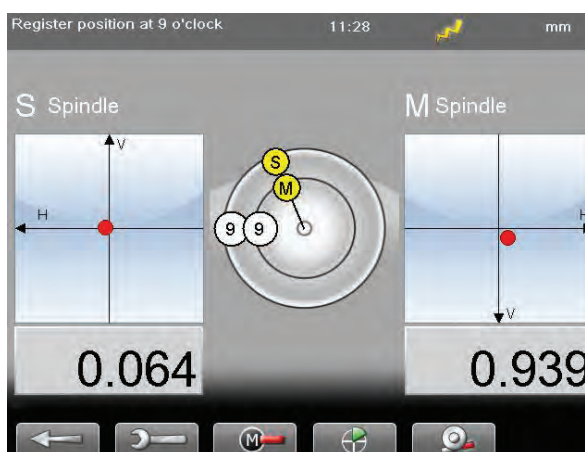 Register position at 9 o'clock 11:28 mm
S Spindle M Spindle
V
S
M
H H
9 9
V
0.064 0.939
M